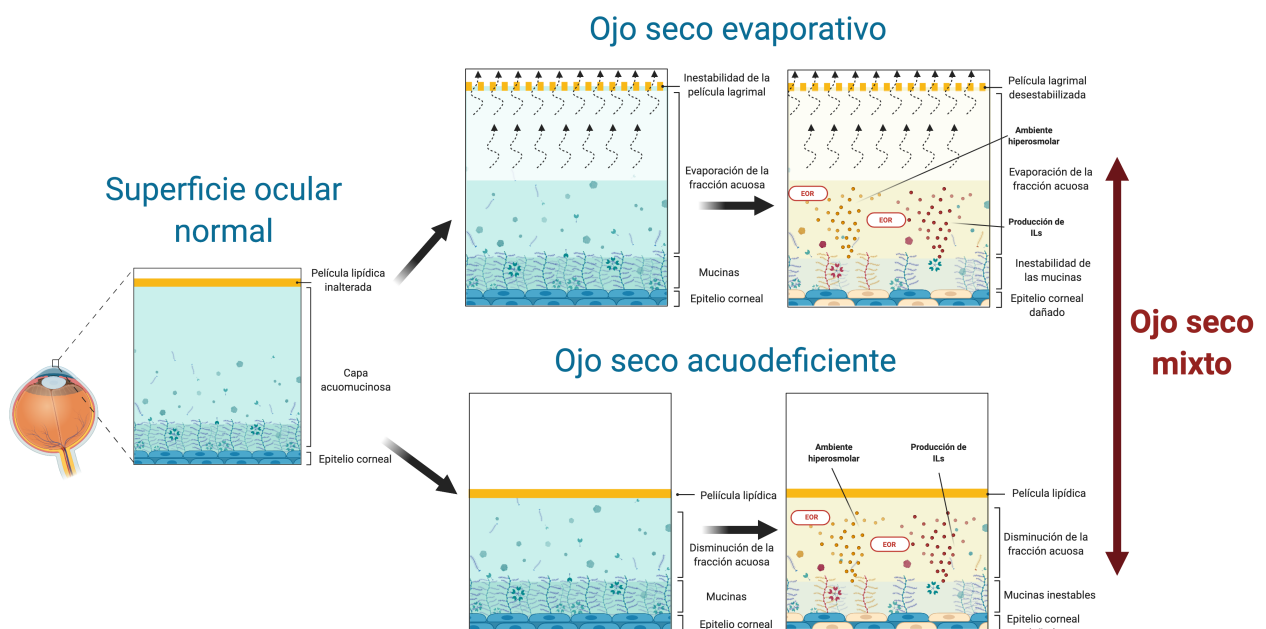 Ojo seco evaporativo
Inestabilidad de la
película lagrimal
Evaporación de la
fracción acuosa
Mucinas
Epitelio corneal
Película lagrimal
desestabiilizada
Ambiente
hiperosmolar
Evaporación de la
fracción acuosa
EOR
EOR
Producción de
ILs
Inestabilidad de
las mucinas
Epitelio corneal
dañado
Superficie ocular
normal
Película lipídica
inalterada
Capa
acuomucinosa
Epitelio corneal
Ojo seco
mixto
Ojo seco acuodeficiente
Peliícula lipídica
Disminución de la
fracción acuosa
Mucinas
Epitelio corneal
Ambiente
hiperosmolar
Producción de
ILs
Película lipídica
EOR
EOR
Disminución de la
fracción acuosa
Mucinas inestables
Epitelio corneal